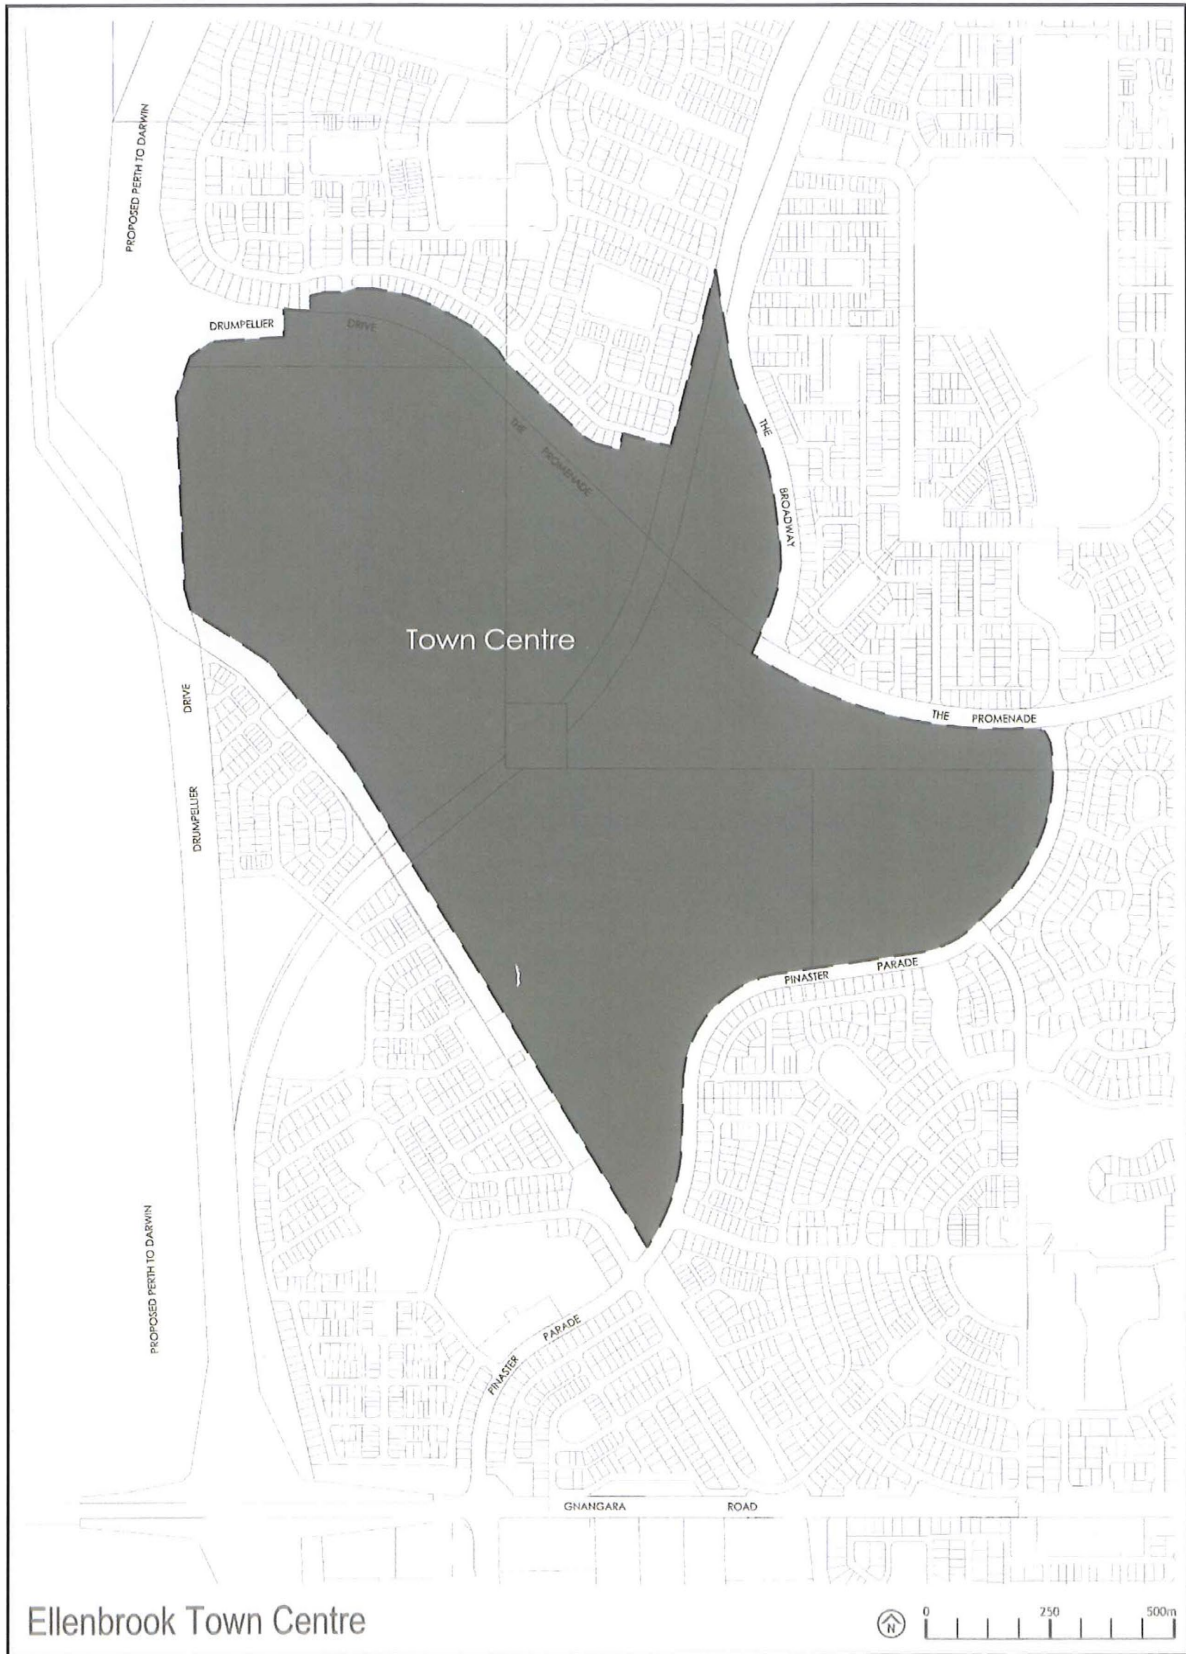 PROPOSED PERTH TO DARWIN
DRUMPELLIER
DRIVE
THE
PROMENADE
THE
BROADWAY
Town Centre
DRIVE
THE PROMENADE
DRUMPELLIER
PINASTER PARADE
PROPOSED PERTH TO DARWIN
PINASTER PARADE
GNANGARA ROAD
Ellenbrook Town Centre
N
0 250 500m